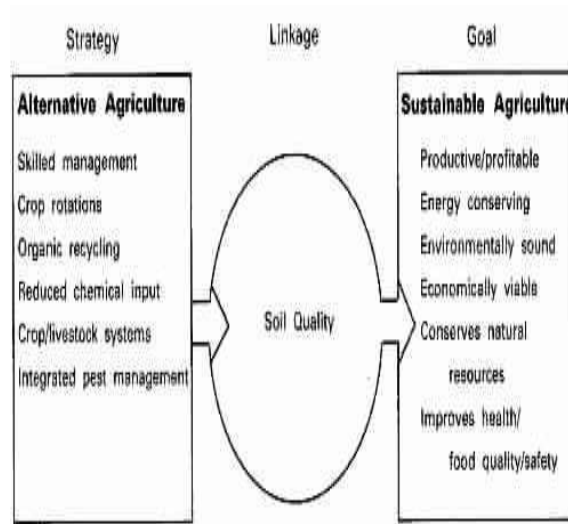 Strategy
Linkage
Goal
Alternative Agriculture
Skilled management
Crop rotations
Organic recycling
Reduced chemical input
Crop/livestock systems
Integrated pest management
Soil Quality
Sustainable Agriculture
Productive/profitable
Energy conserving
Environmentally sound
Economically viable
Conserves natural
resources
Improves health/
food quality/safety